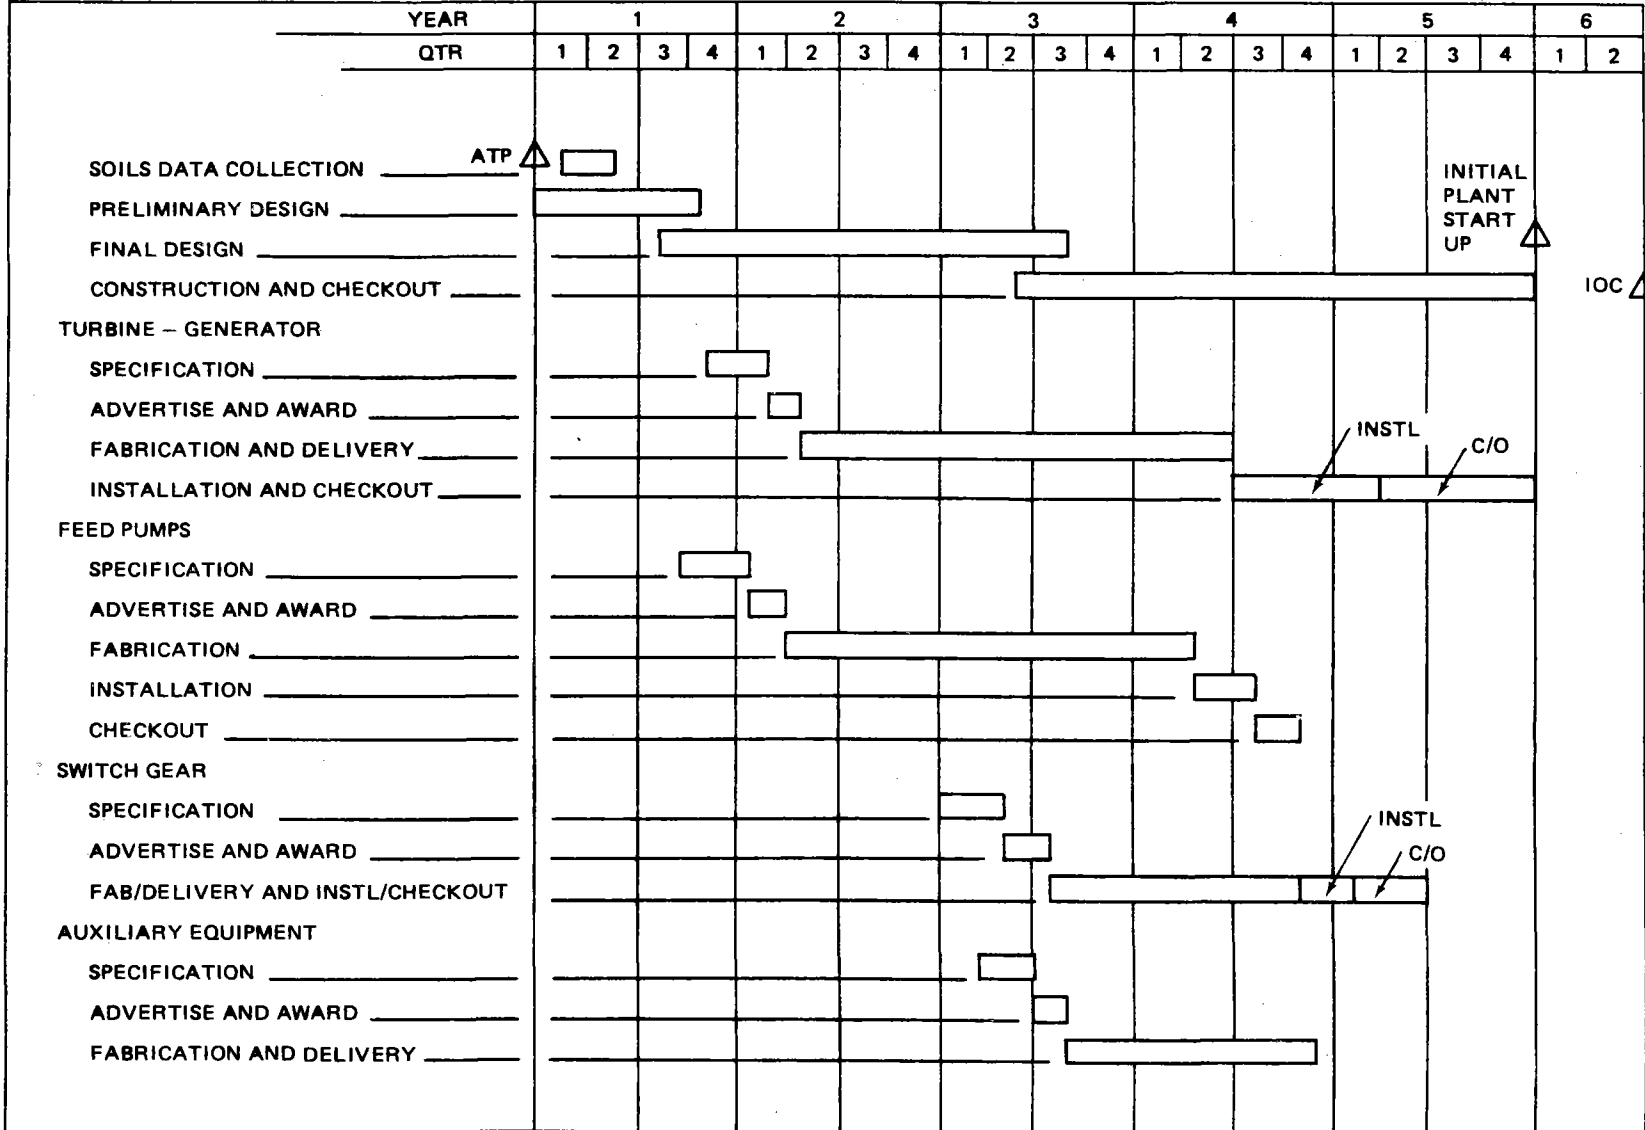 YEAR 1 2 3 4 5 6
QTR 1 2 3 4 1 2 3 4 1 2 3 4 1 2 3 4 1 2 3 4 1 2
SOILS DATA COLLECTION ATP
PRELIMINARY DESIGN
FINAL DESIGN
INITIAL
PLANT
START
UP
CONSTRUCTION AND CHECKOUT IOC
TURBINE – GENERATOR
SPECIFICATION
ADVERTISE AND AWARD
FABRICATION AND DELIVERY INSTL
INSTALLATION AND CHECKOUT C/O
FEED PUMPS
SPECIFICATION
ADVERTISE AND AWARD
FABRICATION
INSTALLATION
CHECKOUT
SWITCH GEAR
SPECIFICATION INSTL
ADVERTISE AND AWARD C/O
FAB/DELIVERY AND INSTL/CHECKOUT
AUXILIARY EQUIPMENT
SPECIFICATION
ADVERTISE AND AWARD
FABRICATION AND DELIVERY